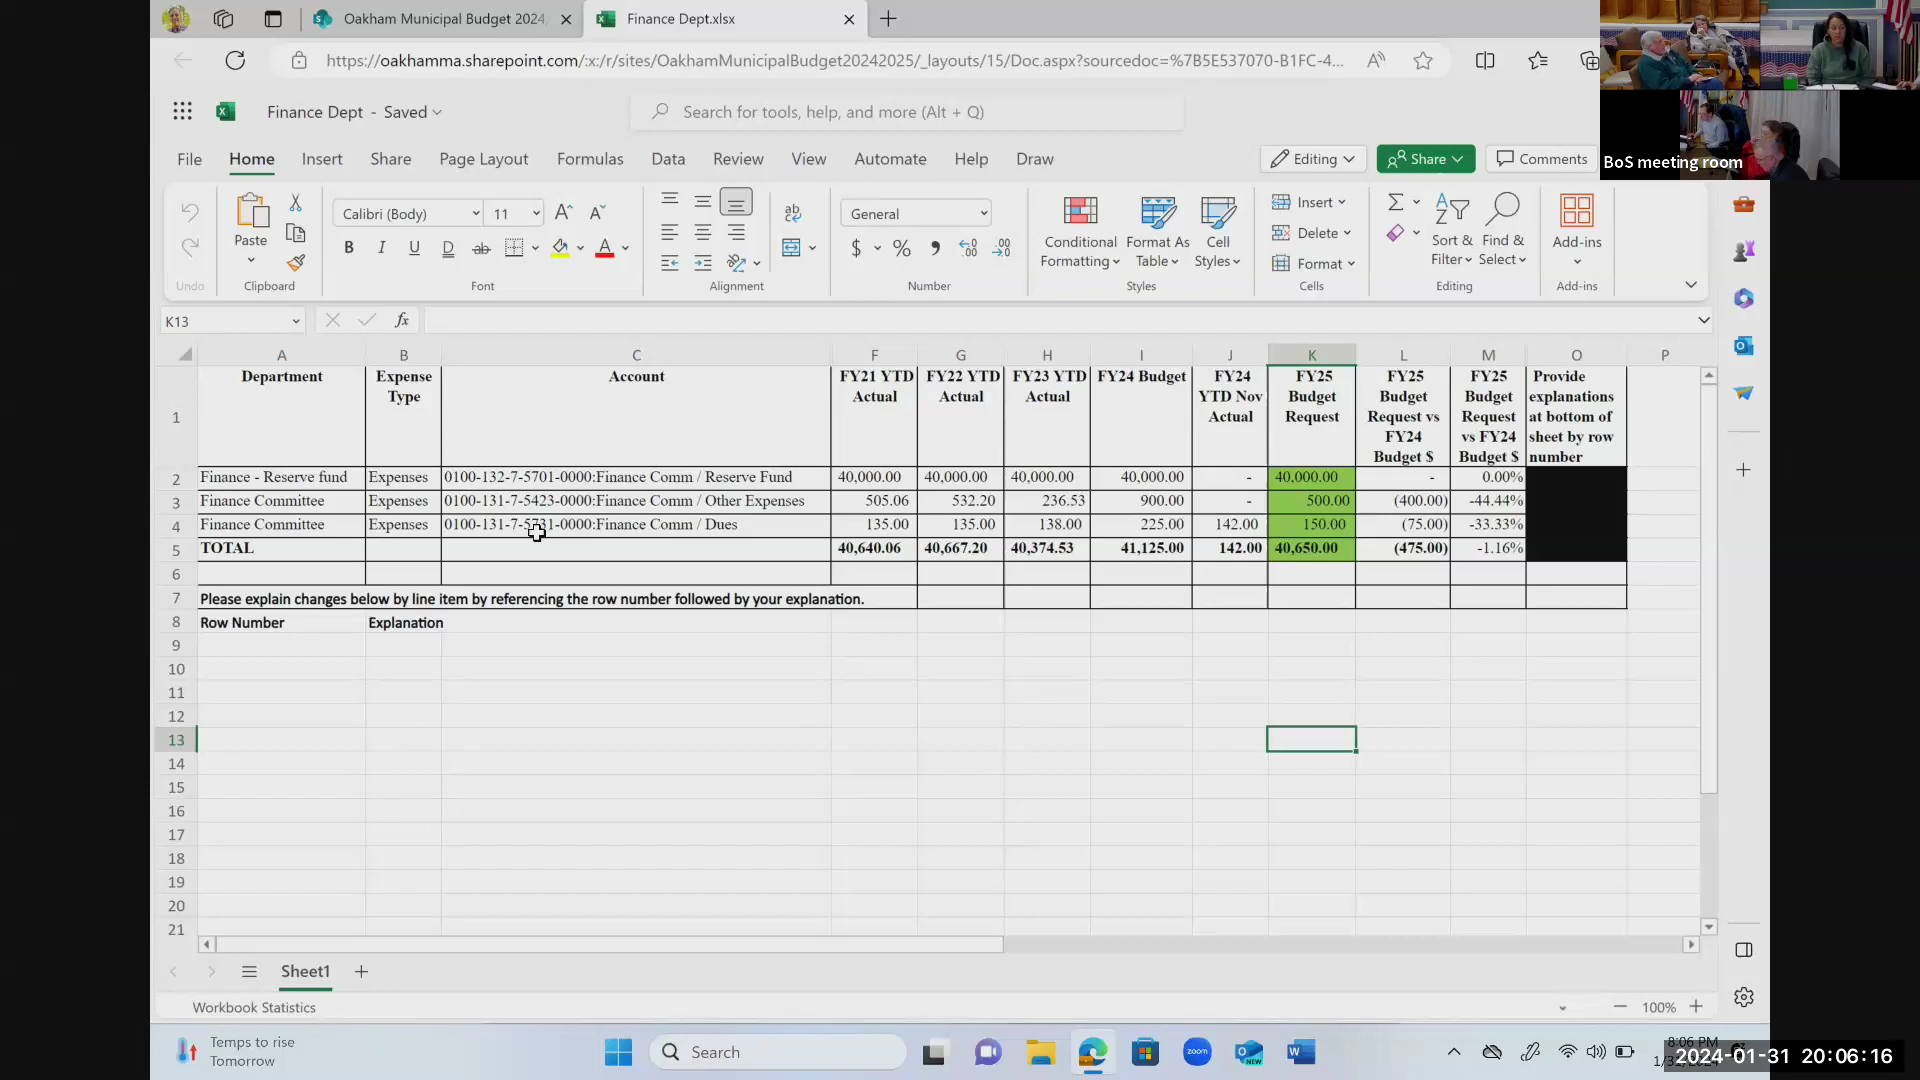 Oakham Municipal Budget 2024
Finance Dept.xlsx
https://oakhamma.sharepoint.com/:x:/r/sites/OakhamMunicipalBudget20242025/_layouts/15/Doc.aspx?sourcedoc=%7B5E537070-B1FC-4...
Finance Dept - Saved
Search for tools, help, and more (Alt + Q)
BoS meeting room
File Home Insert Share Page Layout Formulas Data Review View Automate Help Draw
Editing Share Comments
Calibri (Body) 11
General
Insert
Delete
Format
Undo
Paste
Conditional Formatting
Format As Table
Cell Styles
Sort & Filter
Find & Select
Add-ins
Clipboard Font Alignment Number Styles Cells Editing Add-ins
K13
fx
A B C F G H I J K L M O P
1 Department Expense Type Account FY21 YTD Actual FY22 YTD Actual FY23 YTD Actual FY24 Budget FY24 YTD Nov Actual FY25 Budget Request FY25 Budget Request vs FY24 Budget $ FY25 Budget Request vs FY24 Budget $ Provide explanations at bottom of sheet by row number
2 Finance - Reserve fund Expenses 0100-132-7-5701-0000:Finance Comm / Reserve Fund 40,000.00 40,000.00 40,000.00 40,000.00 - 40,000.00 - 0.00%
3 Finance Committee Expenses 0100-131-7-5423-0000:Finance Comm / Other Expenses 505.06 532.20 236.53 900.00 - 500.00 (400.00) -44.44%
4 Finance Committee Expenses 0100-131-7-5731-0000:Finance Comm / Dues 135.00 135.00 138.00 225.00 142.00 150.00 (75.00) -33.33%
5 TOTAL 40,640.06 40,667.20 40,374.53 41,125.00 142.00 40,650.00 (475.00) -1.16%
6
7 Please explain changes below by line item by referencing the row number followed by your explanation.
8 Row Number Explanation
9
10
11
12
13
14
15
16
17
18
19
20
21
Sheet1
Workbook Statistics
100%
Temps to rise
Tomorrow
Search
8:06 PM
2024-01-31 20:06:16